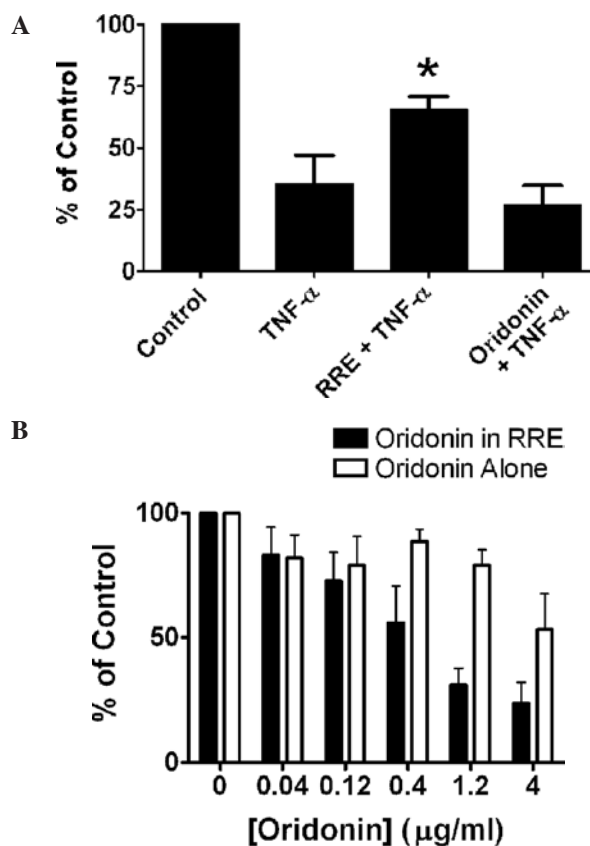 A
% of Control
100
75
50
25
0
*
Control
TNF-α
RRE + TNF-α
Oridonin
+ TNF-α
B
Oridonin in RRE
Oridonin Alone
% of Control
100
50
0
0 0.04 0.12 0.4 1.2 4
[Oridonin] (μg/ml)